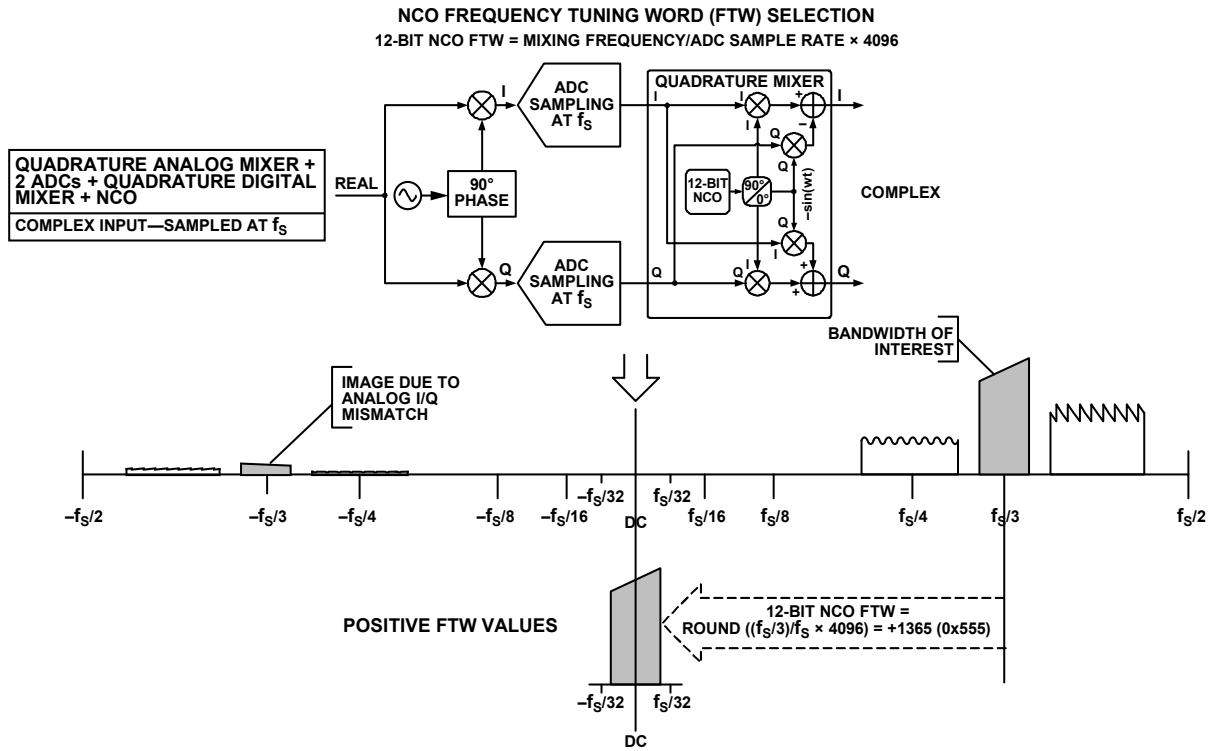 NCO FREQUENCY TUNING WORD (FTW) SELECTION
12-BIT NCO FTW = MIXING FREQUENCY/ADC SAMPLE RATE × 4096
QUADRATURE ANALOG MIXER +
2 ADCs + QUADRATURE DIGITAL
MIXER + NCO
COMPLEX INPUT—SAMPLED AT fS
REAL
90°
PHASE
I
Q
ADC
SAMPLING
AT fS
ADC
SAMPLING
AT fS
I
Q
QUADRATURE MIXER
I
I
+
–
I
Q
Q
12-BIT
NCO
90°
0°
–sin(wt)
Q
I
I
Q
+
+
Q
COMPLEX
BANDWIDTH OF
INTEREST
IMAGE DUE TO
ANALOG I/Q
MISMATCH
–fS/2
–fS/3
–fS/4
–fS/8
–fS/16
–fS/32
DC
fS/32
fS/16
fS/8
fS/4
fS/3
fS/2
POSITIVE FTW VALUES
12-BIT NCO FTW =
ROUND ((fS/3)/fS × 4096) = +1365 (0x555)
–fS/32
fS/32
DC